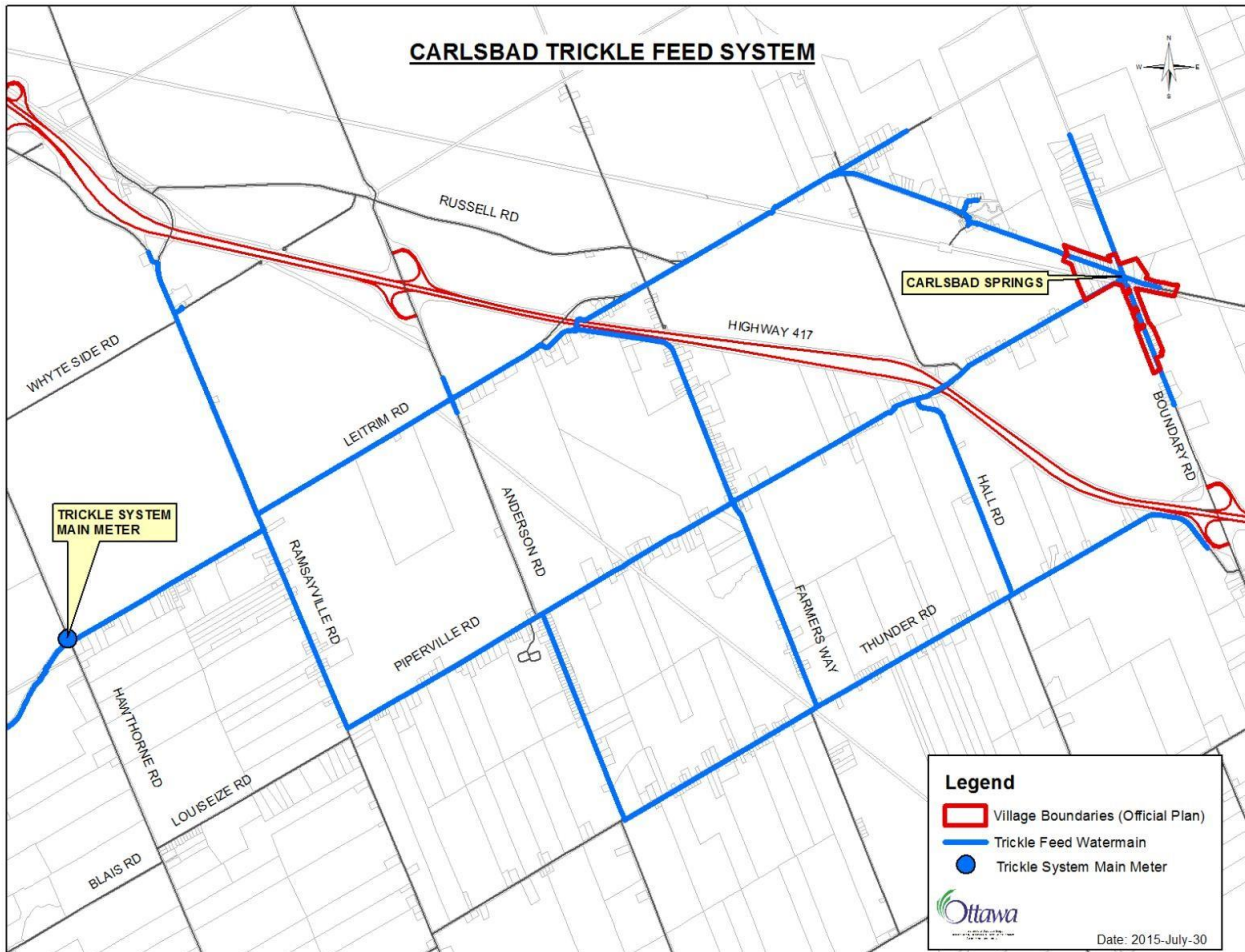 CARLSBAD TRICKLE FEED SYSTEM
N
W
E
S
RUSSELL RD
CARLSBAD SPRINGS
HIGHWAY 417
WHYTE SIDE RD
LEITRIM RD
BOUNDARY RD
HALL RD
TRICKLE SYSTEM
MAIN METER
ANDERSON RD
RAMSAYVILLE RD
FARMERS WAY
THUNDER RD
PIPERVILLE RD
HAWTHORNE RD
LOUISEIZE RD
BLAIS RD
Legend
Village Boundaries (Official Plan)
Trickle Feed Watermain
Trickle System Main Meter
Ottawa
Date: 2015-July-30